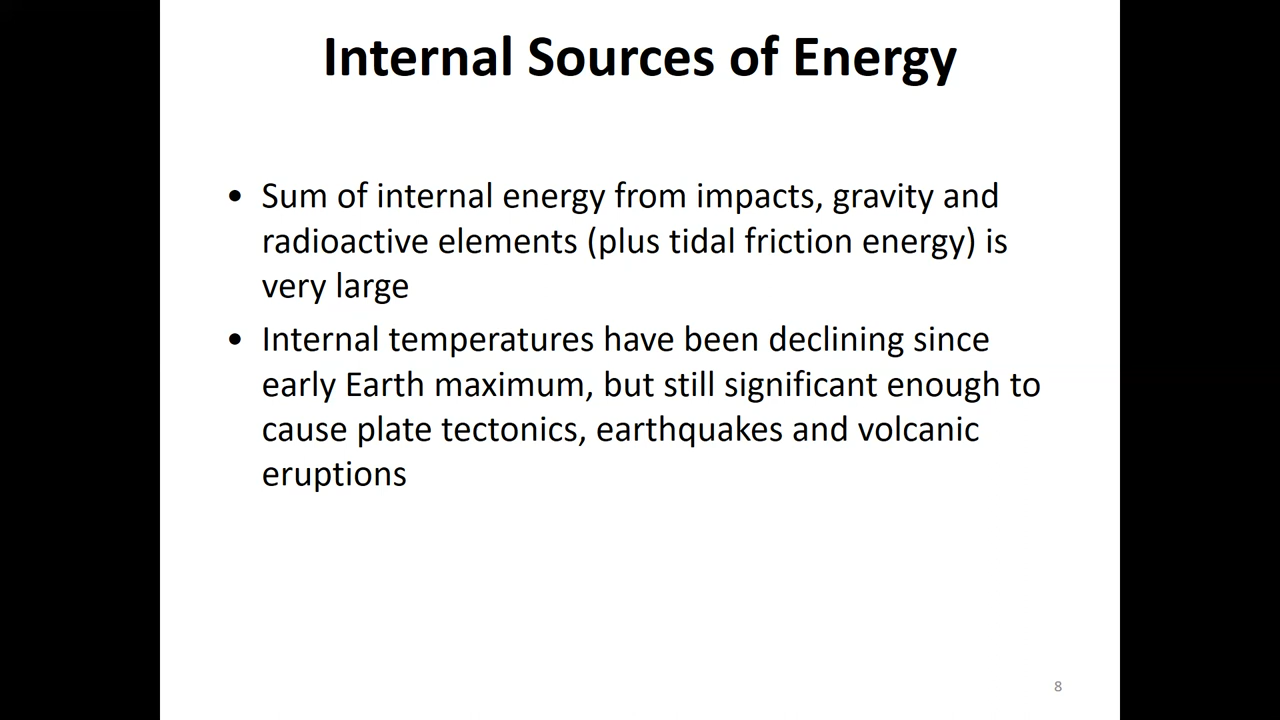 Internal Sources of Energy
• Sum of internal energy from impacts, gravity and
radioactive elements (plus tidal friction energy) is
very large
• Internal temperatures have been declining since
early Earth maximum, but still significant enough to
cause plate tectonics, earthquakes and volcanic
eruptions
8